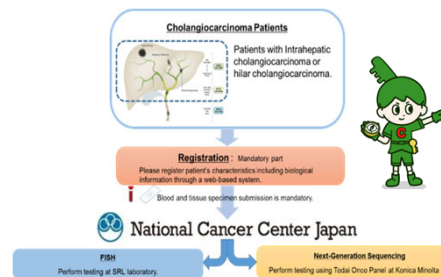 Cholangiocarcinoma Patients
Patients with Intrahepatic
cholangiocarcinoma or
hilar cholangiocarcinoma.
Registration : Mandatory part
Please register patient's characteristics including biological
information through a web-based system.
Blood and tissue specimen submission is mandatory.
National Cancer Center Japan
FISH
Perform testing at SRL laboratory.
Next-Generation Sequencing
Perform testing using Todai Onco Panel at Konica Minolta
C